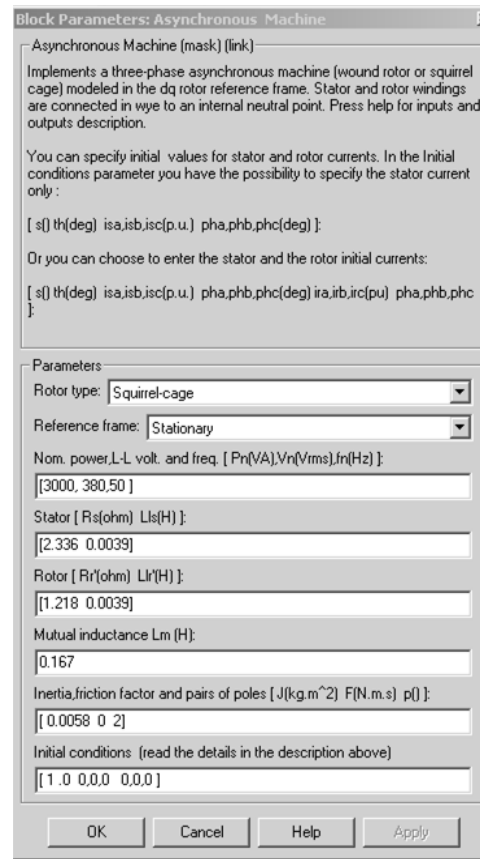 Block Parameters: Asynchronous Machine
Asynchronous Machine (mask) (link)
Implements a three-phase asynchronous machine (wound rotor or squirrel
cage) modeled in the dq rotor reference frame. Stator and rotor windings
are connected in wye to an internal neutral point. Press help for inputs and
outputs description.
You can specify initial values for stator and rotor currents. In the Initial
conditions parameter you have the possibility to specify the stator current
only :
[ s() th(deg) isa,isb,isc(p.u.) pha,phb,phc(deg) ]:
Or you can choose to enter the stator and the rotor initial currents:
[ s() th(deg) isa,isb,isc(p.u.) pha,phb,phc(deg) ira,irb,irc(pu) pha,phb,phc
]:
Parameters
Rotor type: Squirrel-cage
Reference frame: Stationary
Nom. power,L-L volt. and freq. [ Pn(VA),Vn(Vrms),fn(Hz) ]:
[3000, 380,50 ]
Stator [ Rs(ohm) Lls(H) ]:
[2.336 0.0039]
Rotor [ Rr'(ohm) Llr'(H) ]:
[1.218 0.0039]
Mutual inductance Lm (H):
0.167
Inertia,friction factor and pairs of poles [ J(kg.m^2) F(N.m.s) p() ]:
[ 0.0058 0 2]
Initial conditions (read the details in the description above)
[ 1 .0 0,0,0 0,0,0 ]
OK Cancel Help Apply